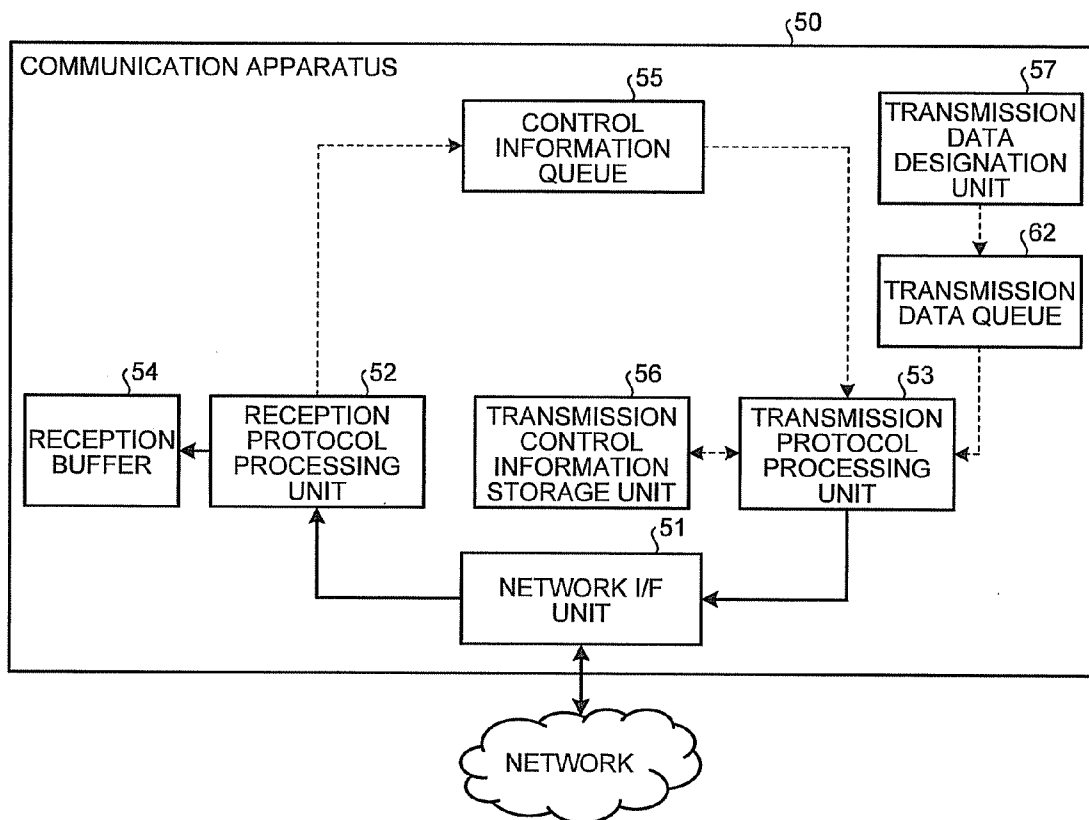 50
COMMUNICATION APPARATUS
55
CONTROL
INFORMATION
QUEUE
57
TRANSMISSION
DATA
DESIGNATION
UNIT
62
TRANSMISSION
DATA QUEUE
54
RECEPTION
BUFFER
52
RECEPTION
PROTOCOL
PROCESSING
UNIT
56
TRANSMISSION
CONTROL
INFORMATION
STORAGE UNIT
53
TRANSMISSION
PROTOCOL
PROCESSING
UNIT
51
NETWORK I/F
UNIT
NETWORK